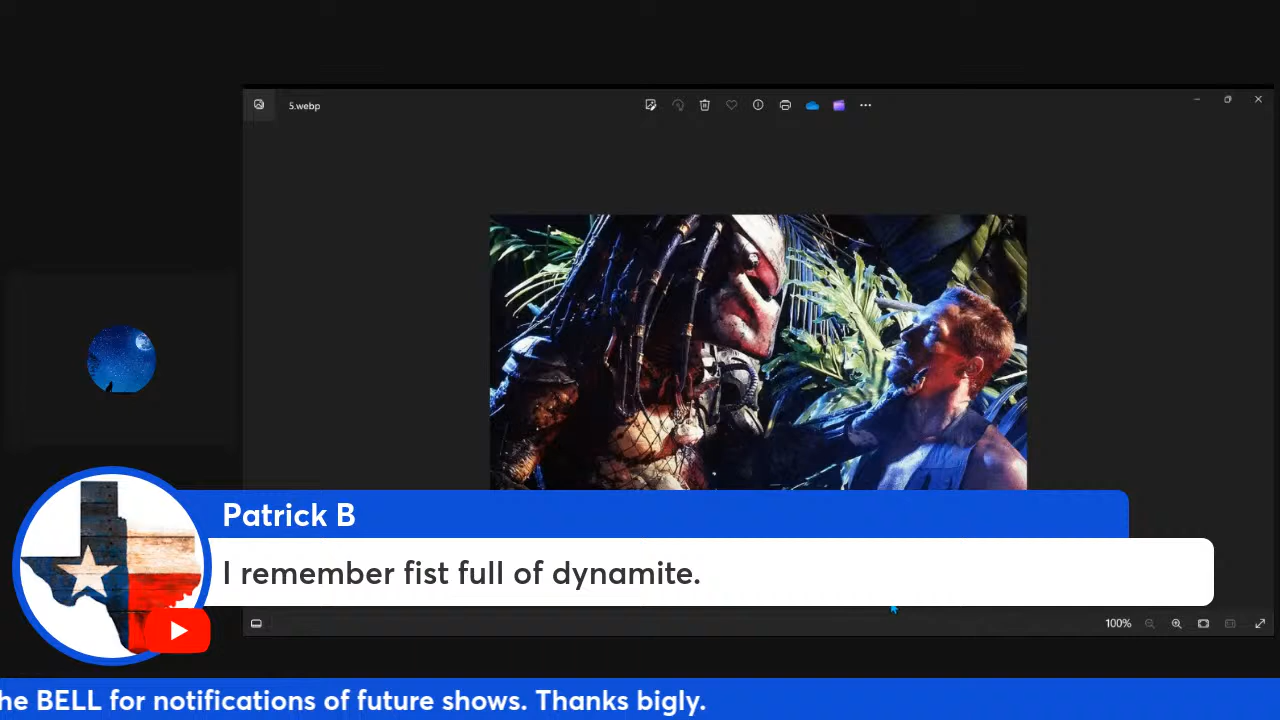 5.webp
Patrick B
I remember fist full of dynamite.
100%
he BELL for notifications of future shows. Thanks bigly.